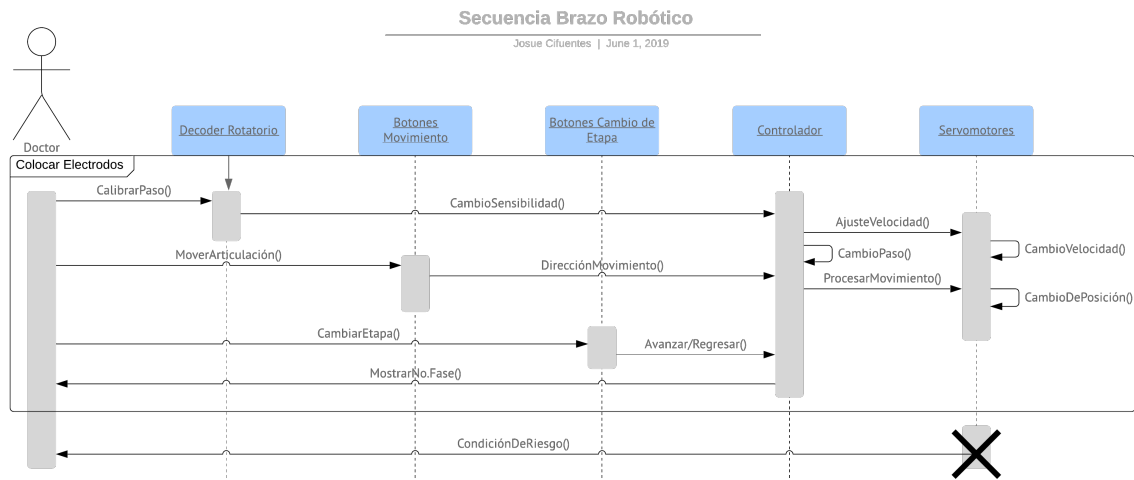 Secuencia Brazo Robótico
Josue Cifuentes | June 1, 2019
Doctor
Decoder Rotatorio
Botones
Movimiento
Botones Cambio de
Etapa
Controlador
Servomotores
Colocar Electrodos
CalibrarPaso()
CambioSensibilidad()
AjusteVelocidad()
CambioVelocidad()
CambioPaso()
MoverArticulación()
DirecciónMovimiento()
ProcesarMovimiento()
CambioDePosición()
CambiarEtapa()
Avanzar/Regresar()
MostrarNo.Fase()
CondiciónDeRiesgo()